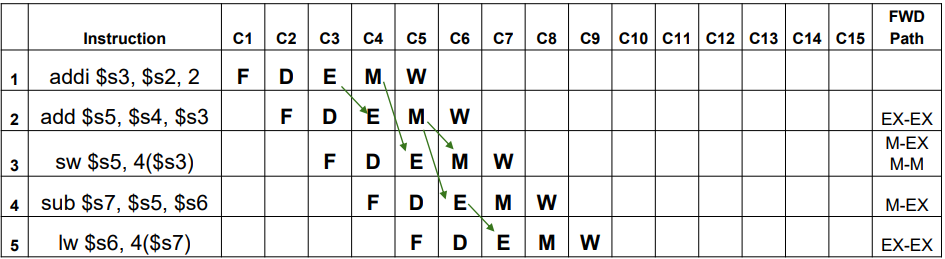 FWD
Instruction C1 C2 C3 C4 C5 C6 C7 C8 C9 C10 C11 C12 C13 C14 C15 Path
1 addi $s3, $s2, 2 F D E M W
2 add $s5, $s4, $s3 F D E M W EX-EX
M-EX
3 sw $s5, 4($s3) F D E M W M-M
4 sub $s7, $s5, $s6 F D E M W M-EX
5 lw $s6, 4($s7) F D E M W EX-EX